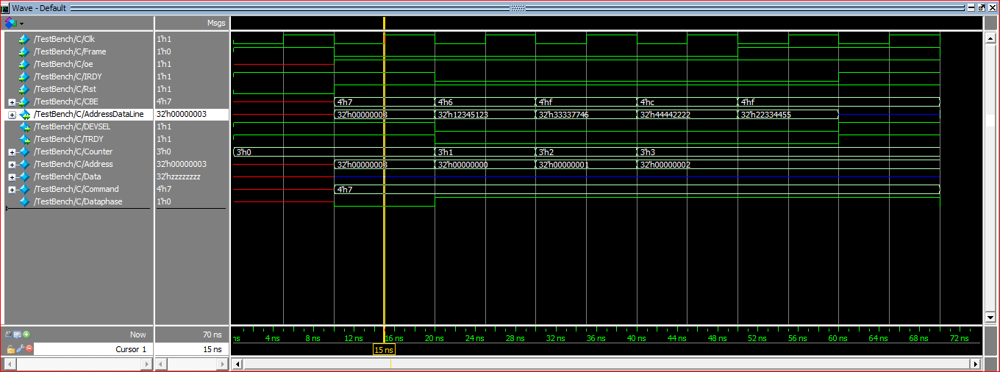 Wave - Default
Msgs
/TestBench/C/Clk 1'h1
/TestBench/C/Frame 1'h0
/TestBench/C/oe 1'h1
/TestBench/C/IRDY 1'h1
/TestBench/C/Rst 1'h1
/TestBench/C/CBE 4'h7 4'h7 4'h6 4'hf 4'hc 4'hf
/TestBench/C/AddressDataLine 32'h00000003 32'h00000003 32'h12345123 32'h33337746 32'h44442222 32'h22334455
/TestBench/C/DEVSEL 1'h1
/TestBench/C/TRDY 1'h1
/TestBench/C/Counter 3'h0 3'h0 3'h1 3'h2 3'h3
/TestBench/C/Address 32'h00000003 32'h00000003 32'h00000000 32'h00000001 32'h00000002
/TestBench/C/Data 32'hzzzzzzzz
/TestBench/C/Command 4'h7 4'h7
/TestBench/C/Dataphase 1'h0
Now 70 ns ns 4 ns 8 ns 12 ns 16 ns 20 ns 24 ns 28 ns 32 ns 36 ns 40 ns 44 ns 48 ns 52 ns 56 ns 60 ns 64 ns 68 ns 72 ns
Cursor 1 15 ns 15 ns